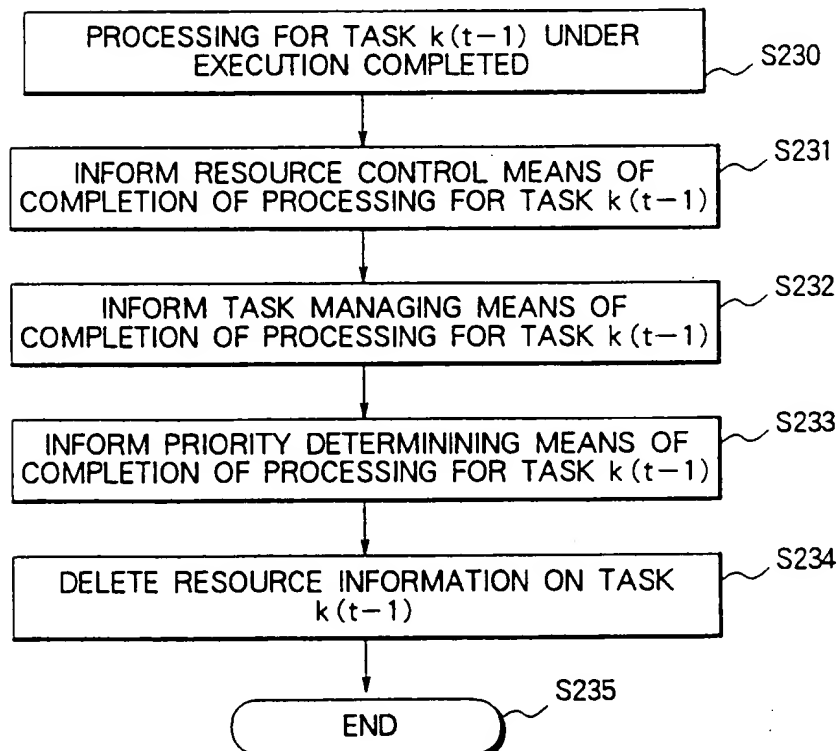 PROCESSING FOR TASK k(t-1) UNDER
EXECUTION COMPLETED
S230
INFORM RESOURCE CONTROL MEANS OF
COMPLETION OF PROCESSING FOR TASK k(t-1)
S231
INFORM TASK MANAGING MEANS OF
COMPLETION OF PROCESSING FOR TASK k(t-1)
S232
INFORM PRIORITY DETERMININING MEANS OF
COMPLETION OF PROCESSING FOR TASK k(t-1)
S233
DELETE RESOURCE INFORMATION ON TASK
k(t-1)
S234
END
S235